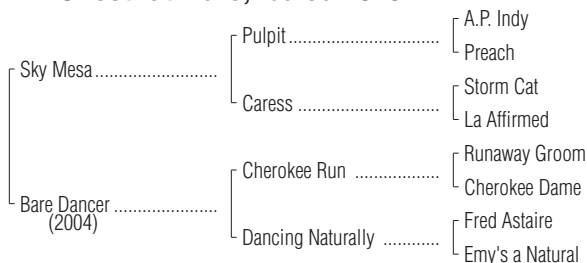 A.P. Indy
Pulpit
Preach
Sky Mesa
Storm Cat
Caress
La Affirmed
Runaway Groom
Cherokee Run
Cherokee Dame
Bare Dancer
(2004)
Fred Astaire
Dancing Naturally
Emy's a Natural